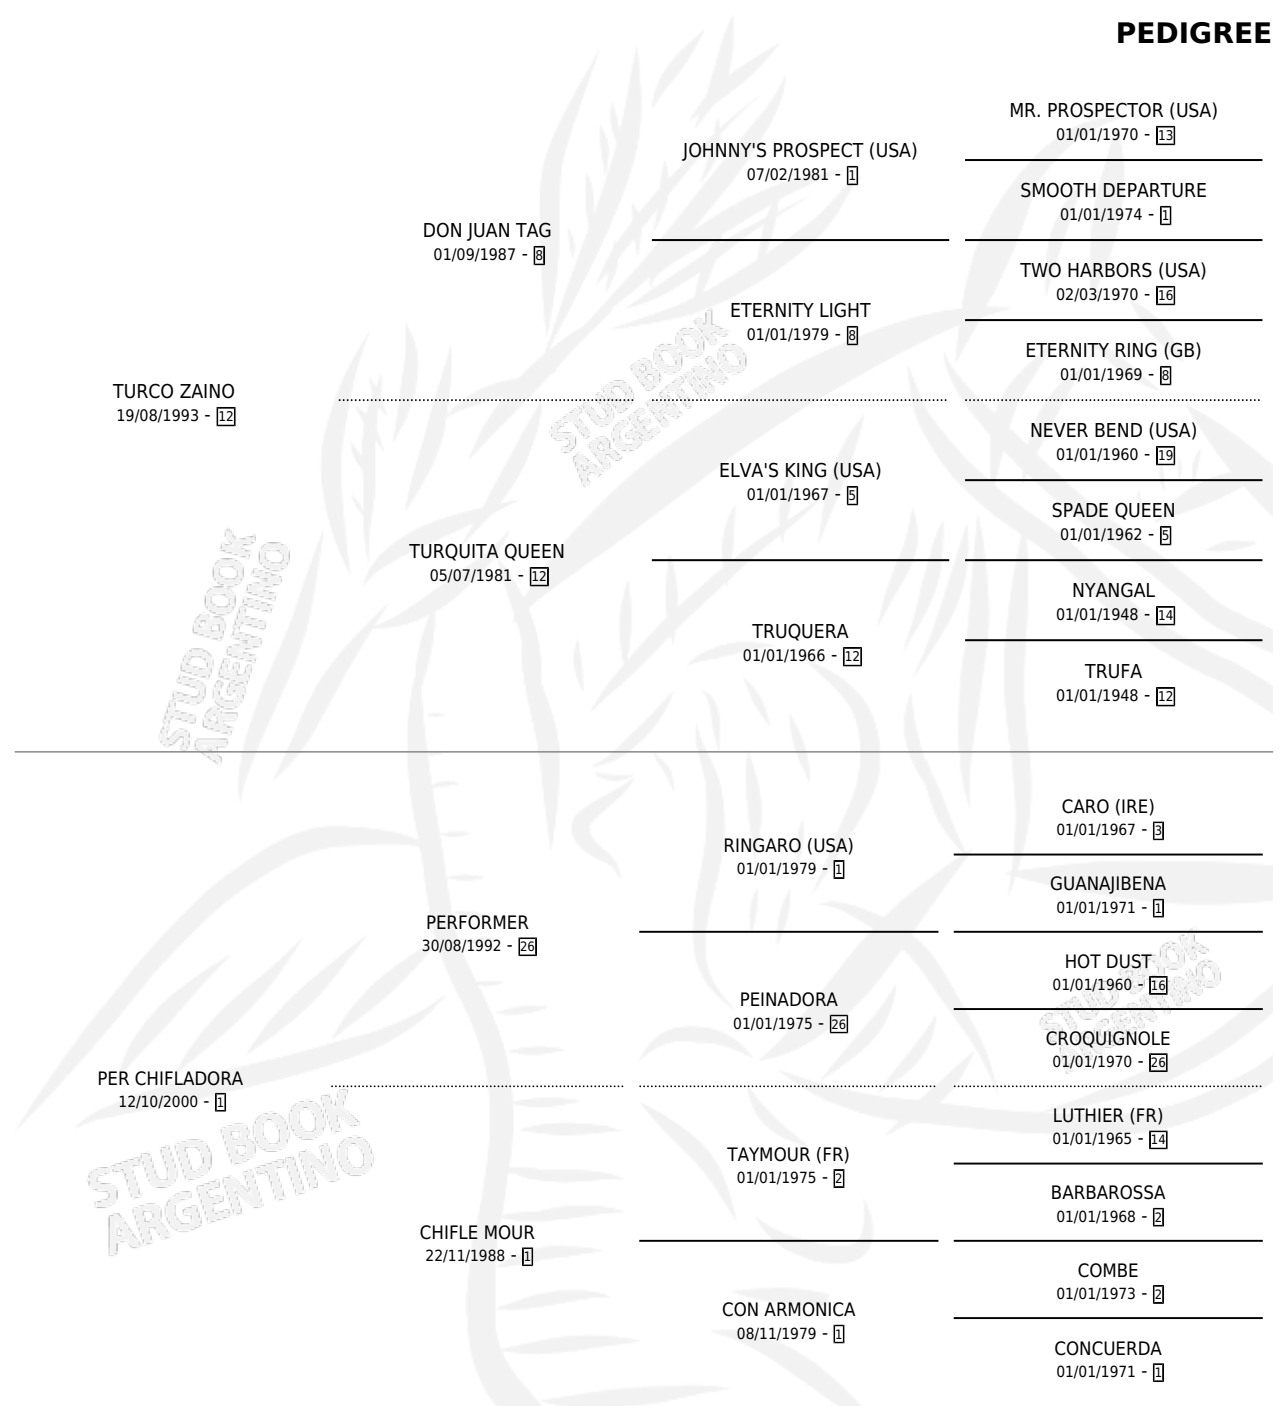 PEDIGREE
MR. PROSPECTOR (USA)
01/01/1970 - 13
JOHNNY'S PROSPECT (USA)
07/02/1981 - 1
SMOOTH DEPARTURE
01/01/1974 - 1
DON JUAN TAG
01/09/1987 - 8
TWO HARBORS (USA)
02/03/1970 - 16
ETERNITY LIGHT
01/01/1979 - 8
ETERNITY RING (GB)
01/01/1969 - 8
TURCO ZAINO
19/08/1993 - 12
NEVER BEND (USA)
01/01/1960 - 19
ELVA'S KING (USA)
01/01/1967 - 5
SPADE QUEEN
01/01/1962 - 5
TURQUITA QUEEN
05/07/1981 - 12
NYANGAL
01/01/1948 - 14
TRUQUERA
01/01/1966 - 12
TRUFA
01/01/1948 - 12
CARO (IRE)
01/01/1967 - 3
RINGARO (USA)
01/01/1979 - 1
GUANAJIBENA
01/01/1971 - 1
PERFORMER
30/08/1992 - 26
HOT DUST
01/01/1960 - 16
PEINADORA
01/01/1975 - 26
CROQUIGNOLE
01/01/1970 - 26
PER CHIFLADORA
12/10/2000 - 1
LUTHIER (FR)
01/01/1965 - 14
TAYMOUR (FR)
01/01/1975 - 2
BARBAROSSA
01/01/1968 - 2
CHIFLE MOUR
22/11/1988 - 1
COMBE
01/01/1973 - 2
CON ARMONICA
08/11/1979 - 1
CONCUERDA
01/01/1971 - 1
STUD BOOK
ARGENTINO
STUD BOOK
ARGENTINO
STUD BOOK
ARGENTINO
STUD BOOK
ARGENTINO